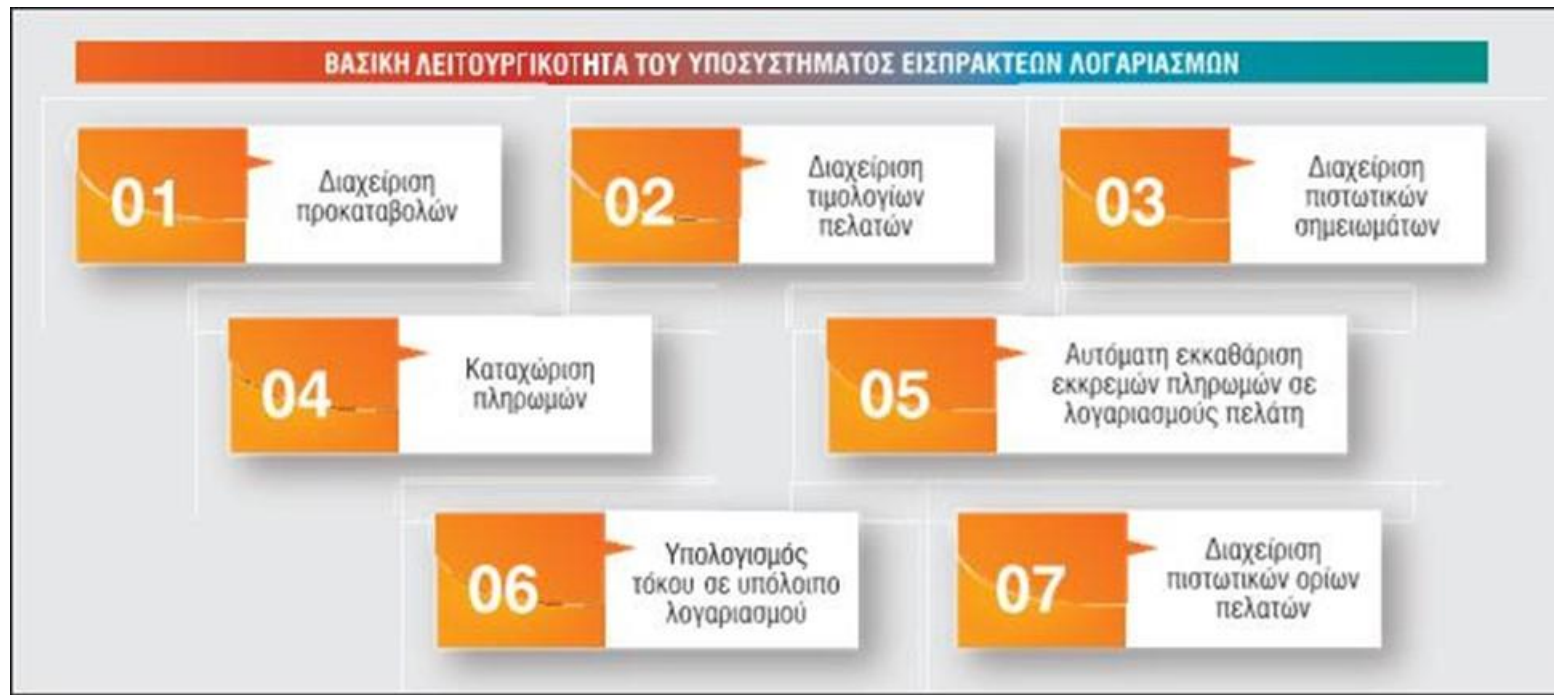 ΒΑΣΙΚΗ ΛΕΙΤΟΥΡΓΙΚΟΤΗΤΑ ΤΟΥ ΥΠΟΣΥΣΤΗΜΑΤΟΣ ΕΙΣΠΡΑΚΤΕΩΝ ΛΟΓΑΡΙΑΣΜΩΝ
01
Διαχείριση
προκαταβολών
02
Διαχείριση
τιμολογίων
πελατών
03
Διαχείριση
πιστωτικών
σημειωμάτων
04
Καταχώριση
πληρωμών
05
Αυτόματη εκκαθάριση
εκκρεμών πληρωμών σε
λογαριασμούς πελάτη
06
Υπολογισμός
τόκου σε υπόλοιπο
λογαριασμού
07
Διαχείριση
πιστωτικών ορίων
πελατών